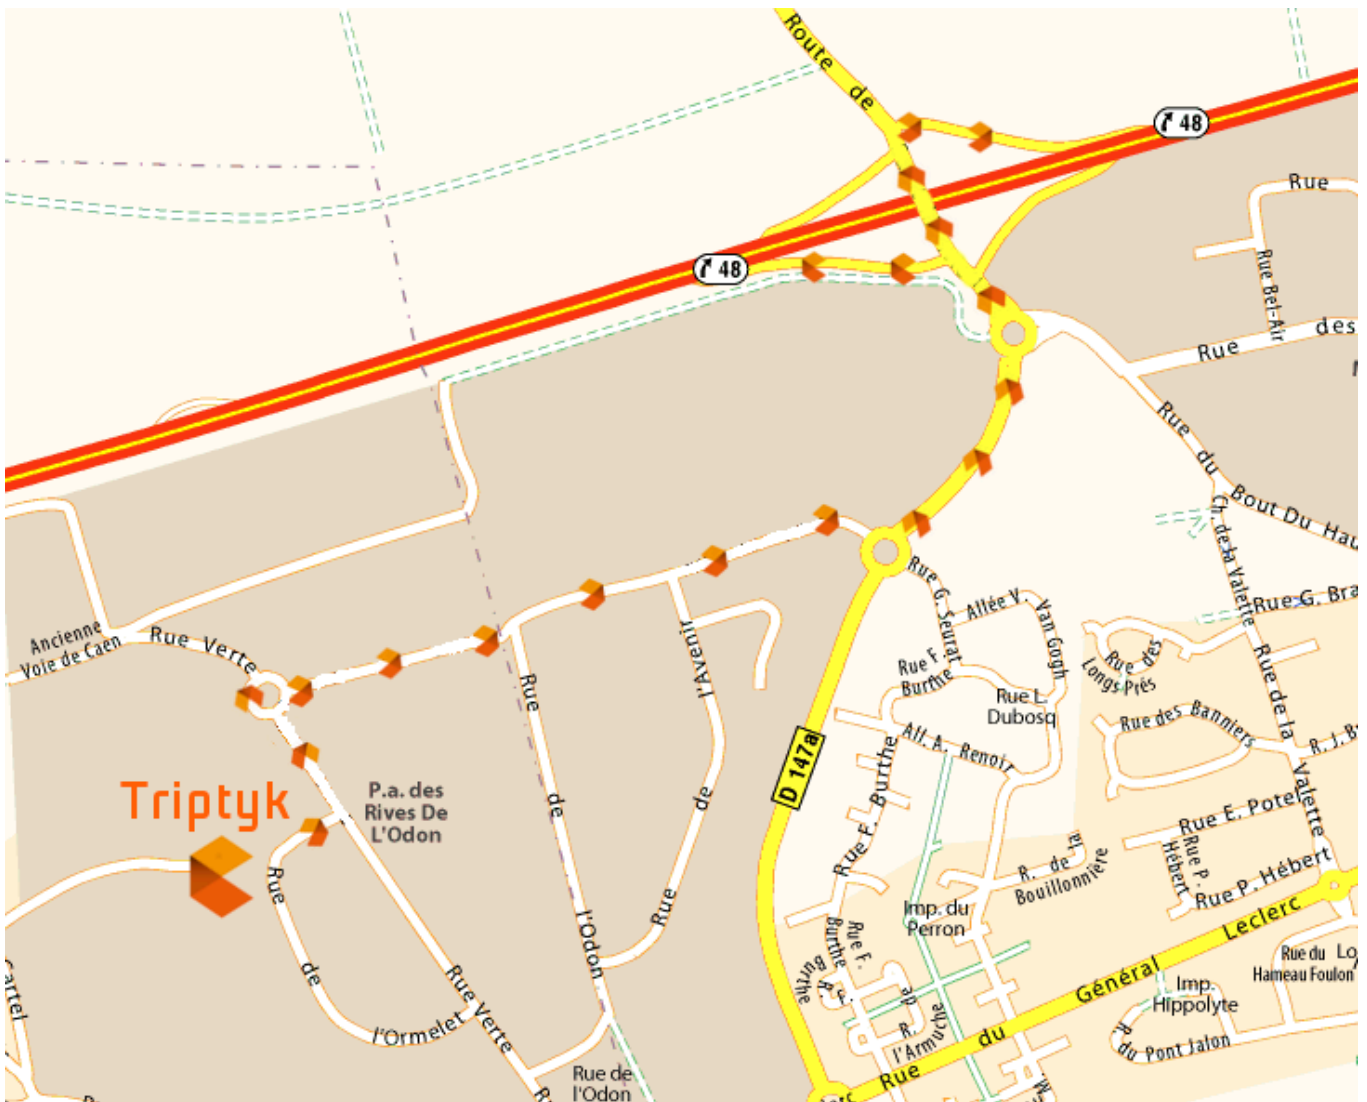 Route de
48
48
Rue
Rue Bel-Air
Rue des
Rue du Bout Du Hau
Ch. de la Valette
Rue G. Bra
Ancienne
Voie de Caen
Rue Verte
Rue G. Seurat
Allée V.
Van Gogh
Rue F.
Burthe
Rue L.
Dubosq
Rue des
Longs Prés
Rue de la Valette
Rue des Banniers
R. J. B
All. A. Renoir
Rue de l'Avenir
Rue de l'Odon
D 147a
Triptyk
P.a. des
Rives De
L'Odon
Rue F. Burthe
Rue E. Potel
Rue P.
Hébert
Rue P. Hébert
R. de la
Bouillonnière
Rue de l'Ormelet
Imp. du
Perron
Rue F.
Burthe
R. F.
Burthe
R. de
l'Armuche
Rue du Général Leclerc
Rue du
Hameau Foulon
Imp.
Hippolyte
R. du Pont Jalon
Cartel
Rue Verte
Rue de
l'Odon